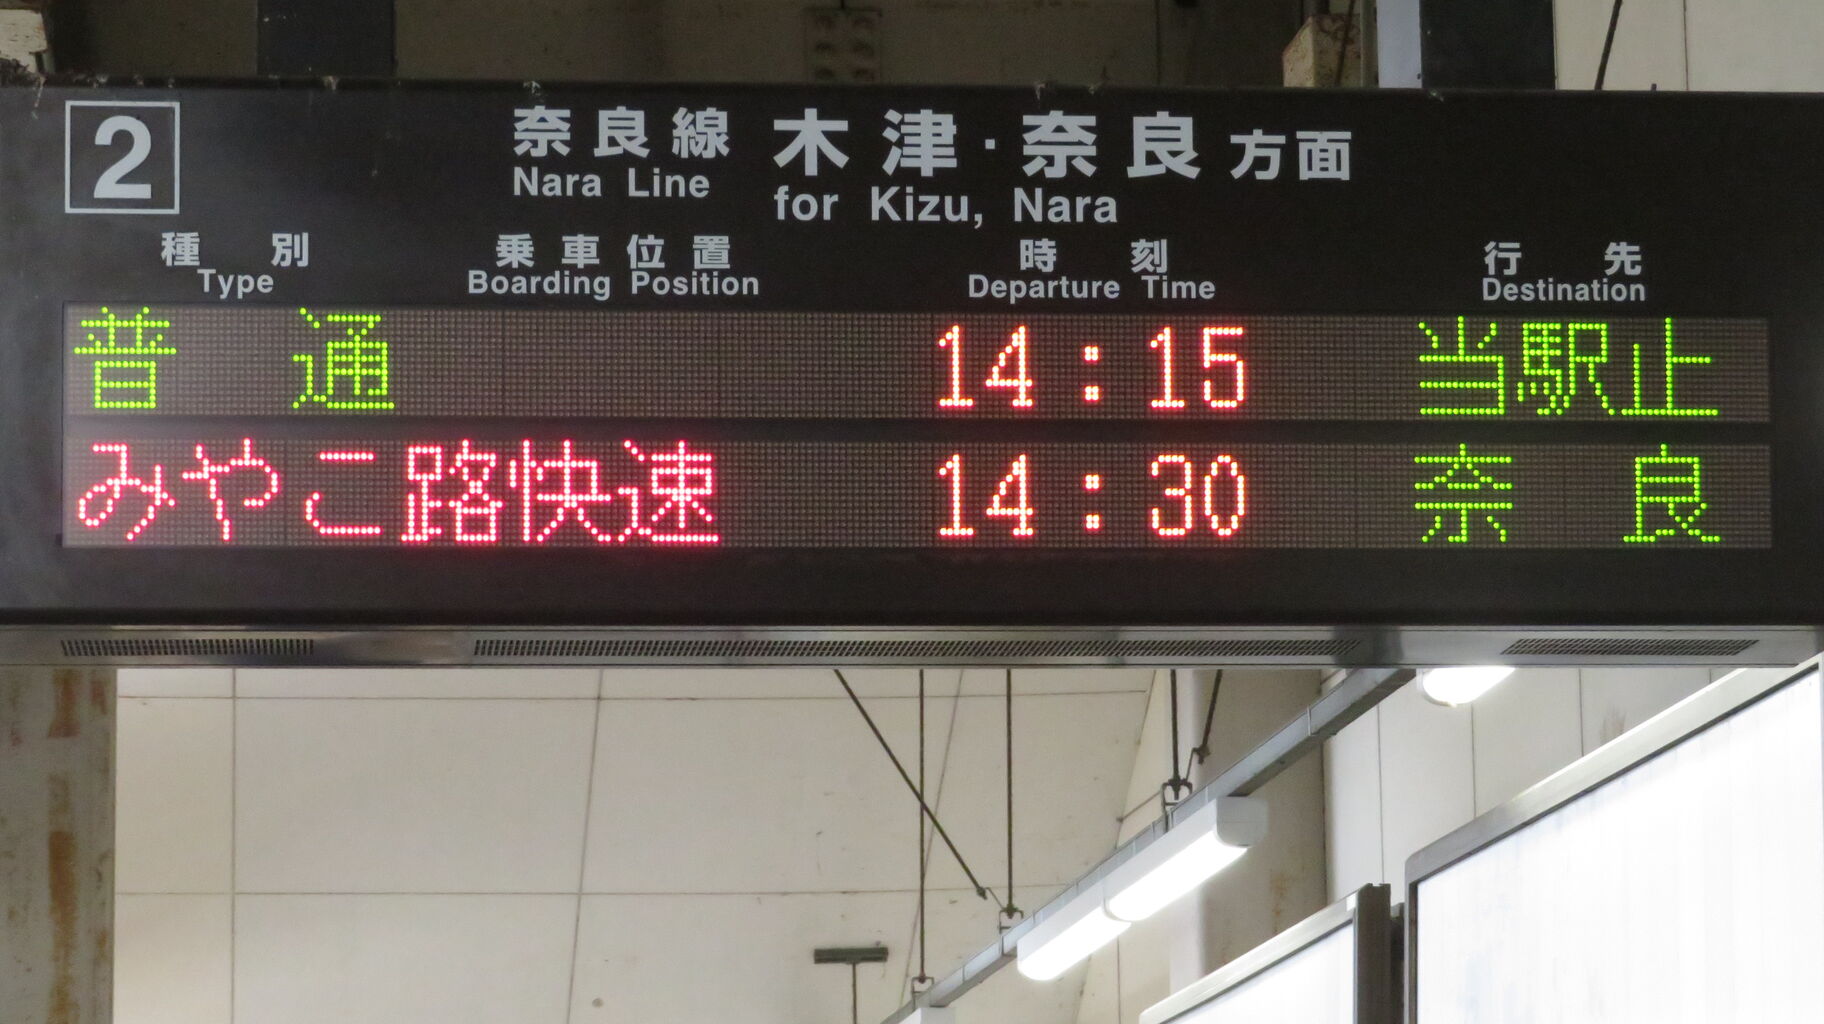 2
奈良線 木津・奈良方面
Nara Line for Kizu, Nara
種別 乗車位置 時刻 行先
Type Boarding Position Departure Time Destination
普通 14:15 当駅止
みやこ路快速 14:30 奈良